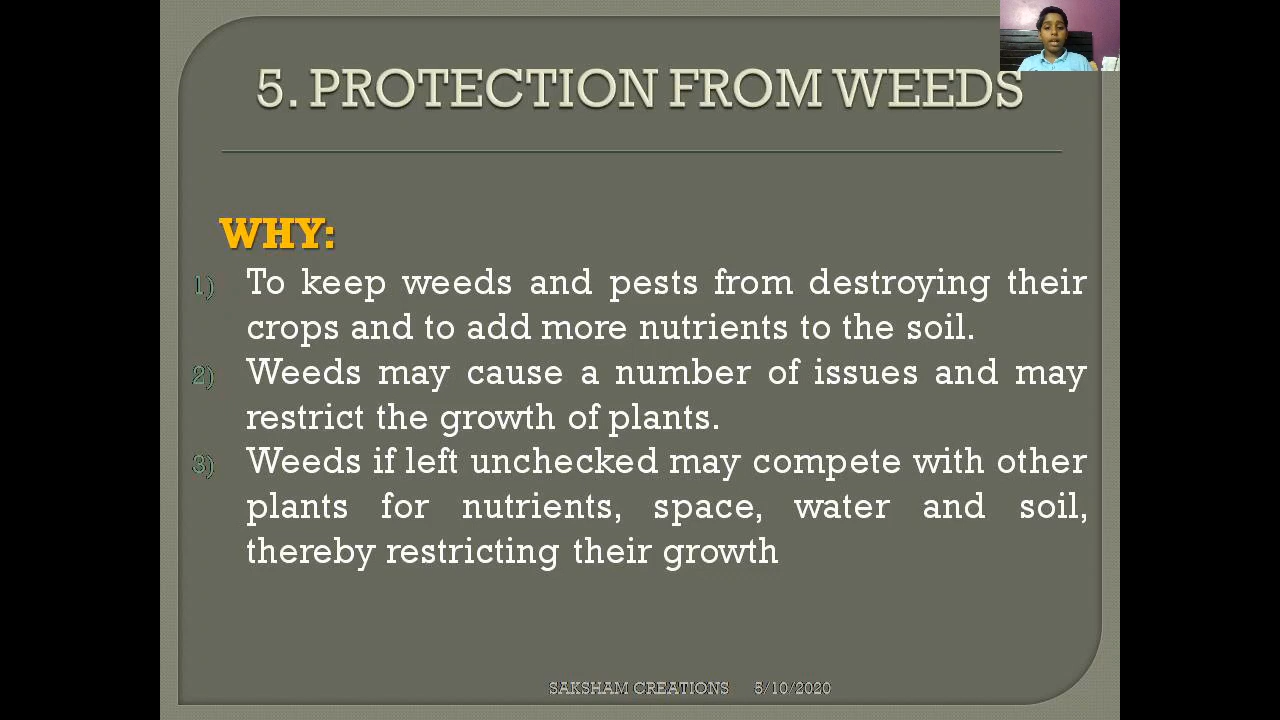 5. PROTECTION FROM WEEDS
WHY:
1) To keep weeds and pests from destroying their
crops and to add more nutrients to the soil.
2) Weeds may cause a number of issues and may
restrict the growth of plants.
3) Weeds if left unchecked may compete with other
plants for nutrients, space, water and soil,
thereby restricting their growth
SAKSHAM CREATIONS 5/10/2020